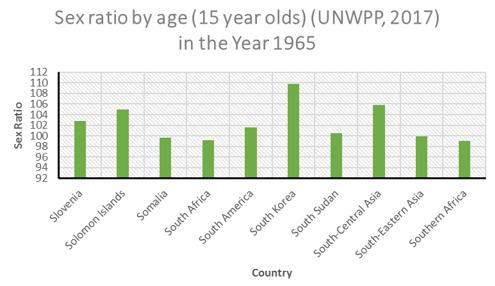 Sex ratio by age (15 year olds) (UNWPP, 2017)
in the Year 1965
Sex Ratio
112
110
108
106
104
102
100
98
96
94
92
Slovenia
Solomon Islands
Somalia
South Africa
South America
South Korea
South Sudan
South-Central Asia
South-Eastern Asia
Southern Africa
Country